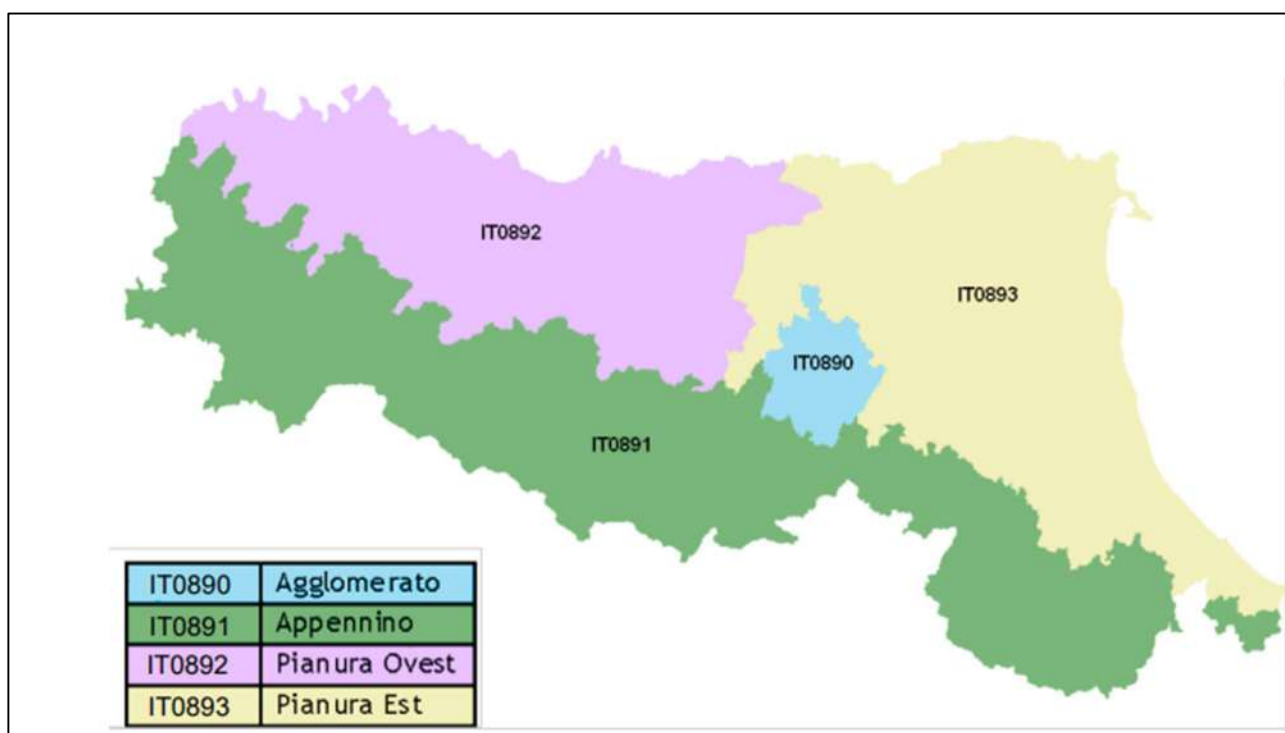 IT0892
IT0893
IT0890
IT0891
IT0890 Agglomerato
IT0891 Appennino
IT0892 Pianura Ovest
IT0893 Pianura Est